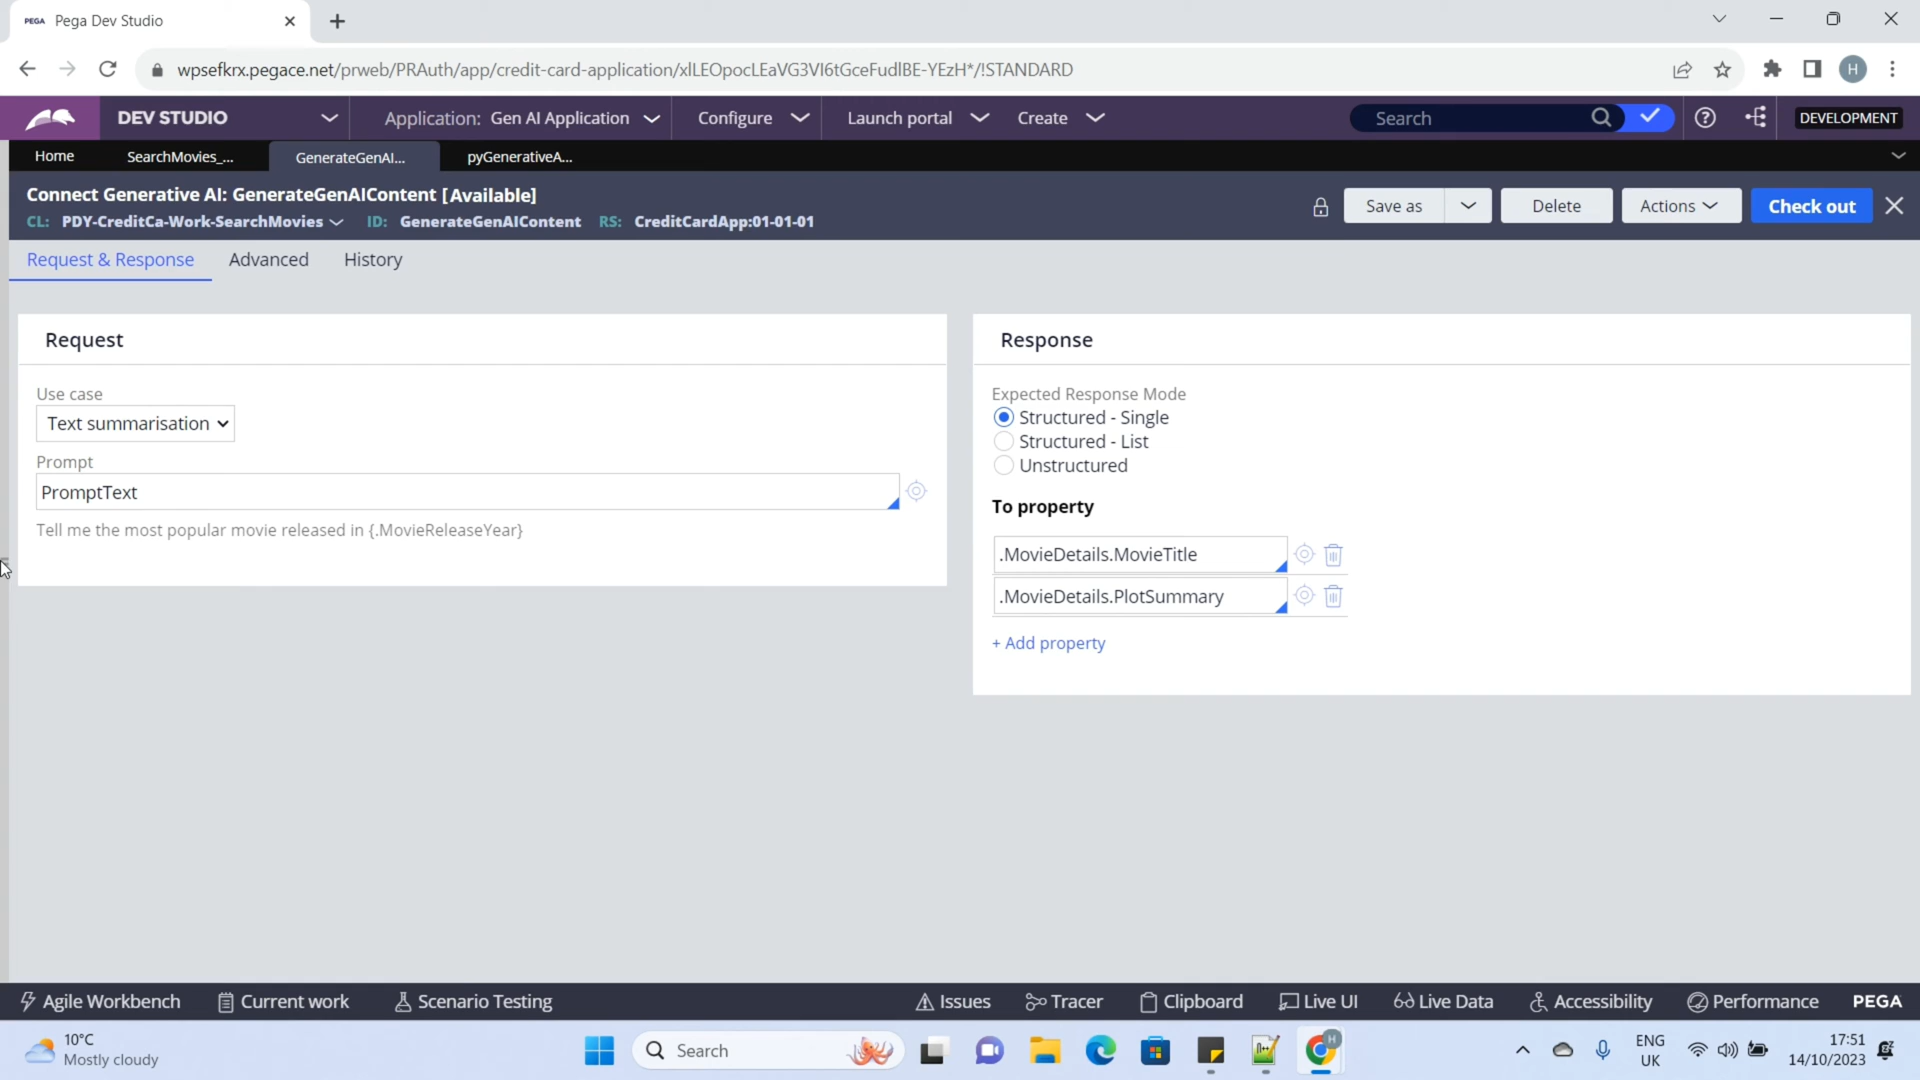 PEGA Pega Dev Studio
wpsefkrx.pegace.net/prweb/PRAuth/app/credit-card-application/xlLEOpocLEaVG3VI6tGceFudlBE-YEzH*/!STANDARD
H
DEV STUDIO
Application: Gen AI Application
Configure
Launch portal
Create
Search
DEVELOPMENT
Home
SearchMovies_...
GenerateGenAI...
pyGenerativeA...
Connect Generative AI: GenerateGenAIContent [Available]
CL: PDY-CreditCa-Work-SearchMovies ID: GenerateGenAIContent RS: CreditCardApp:01-01-01
Save as
Delete
Actions
Check out
Request & Response
Advanced
History
Request
Use case
Text summarisation
Prompt
PromptText
Tell me the most popular movie released in {.MovieReleaseYear}
Response
Expected Response Mode
Structured - Single
Structured - List
Unstructured
To property
.MovieDetails.MovieTitle
.MovieDetails.PlotSummary
+ Add property
Agile Workbench
Current work
Scenario Testing
Issues
Tracer
Clipboard
Live UI
Live Data
Accessibility
Performance
PEGA
10°C
Mostly cloudy
Search
H
ENG
UK
17:51
14/10/2023